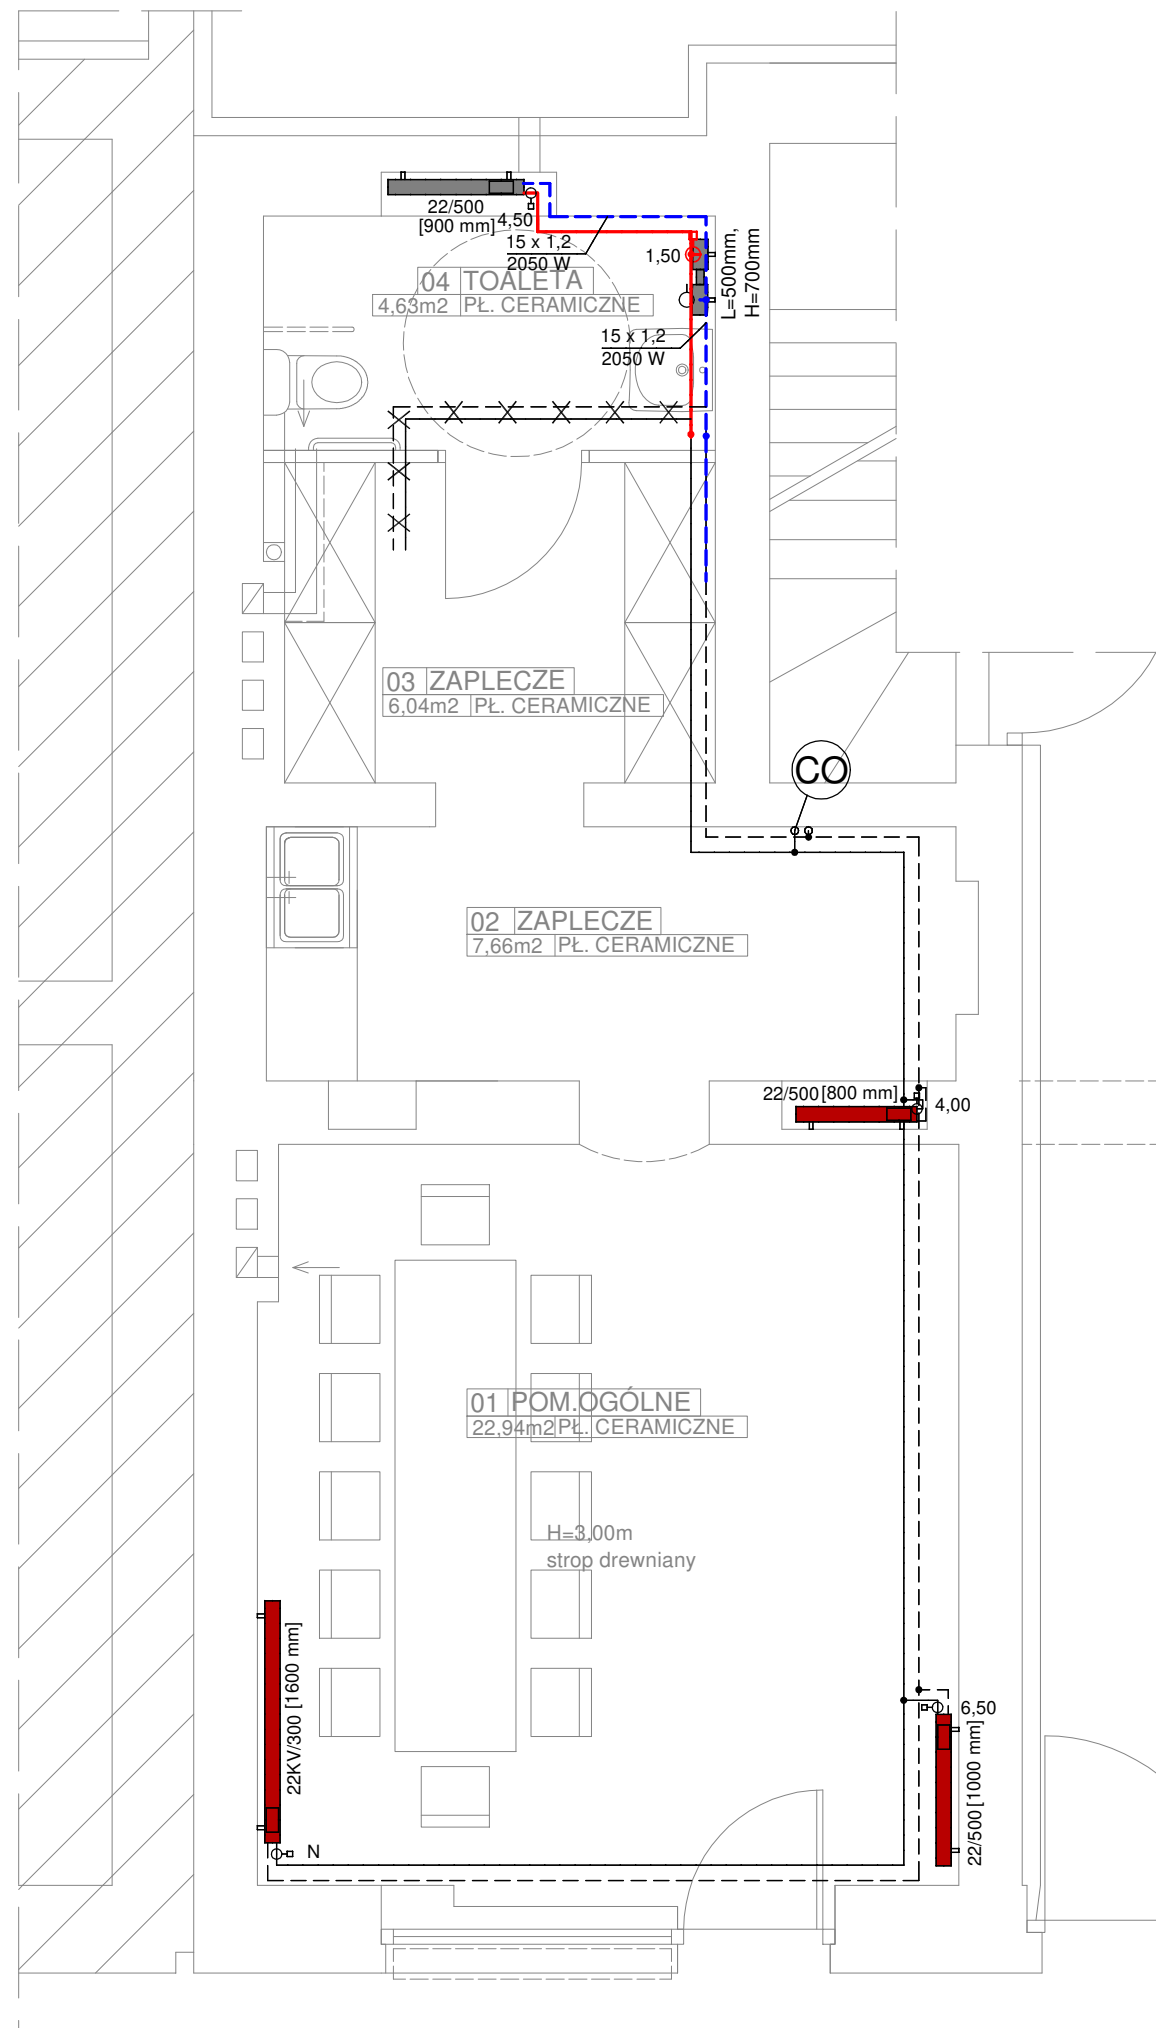 22/500
[900 mm]
4,50
15 x 1,2
2050 W
1,50
L=500mm,
H=700mm
04 TOALETA
4,63m2 PŁ. CERAMICZNE
15 x 1,2
2050 W
03 ZAPLECZE
6,04m2 PŁ. CERAMICZNE
CO
02 ZAPLECZE
7,66m2 PŁ. CERAMICZNE
22/500 [800 mm]
4,00
01 POM.OGÓLNE
22,94m2 PŁ. CERAMICZNE
H=3,00m
strop drewniany
22KV/300 [1600 mm]
N
6,50
22/500 [1000 mm]